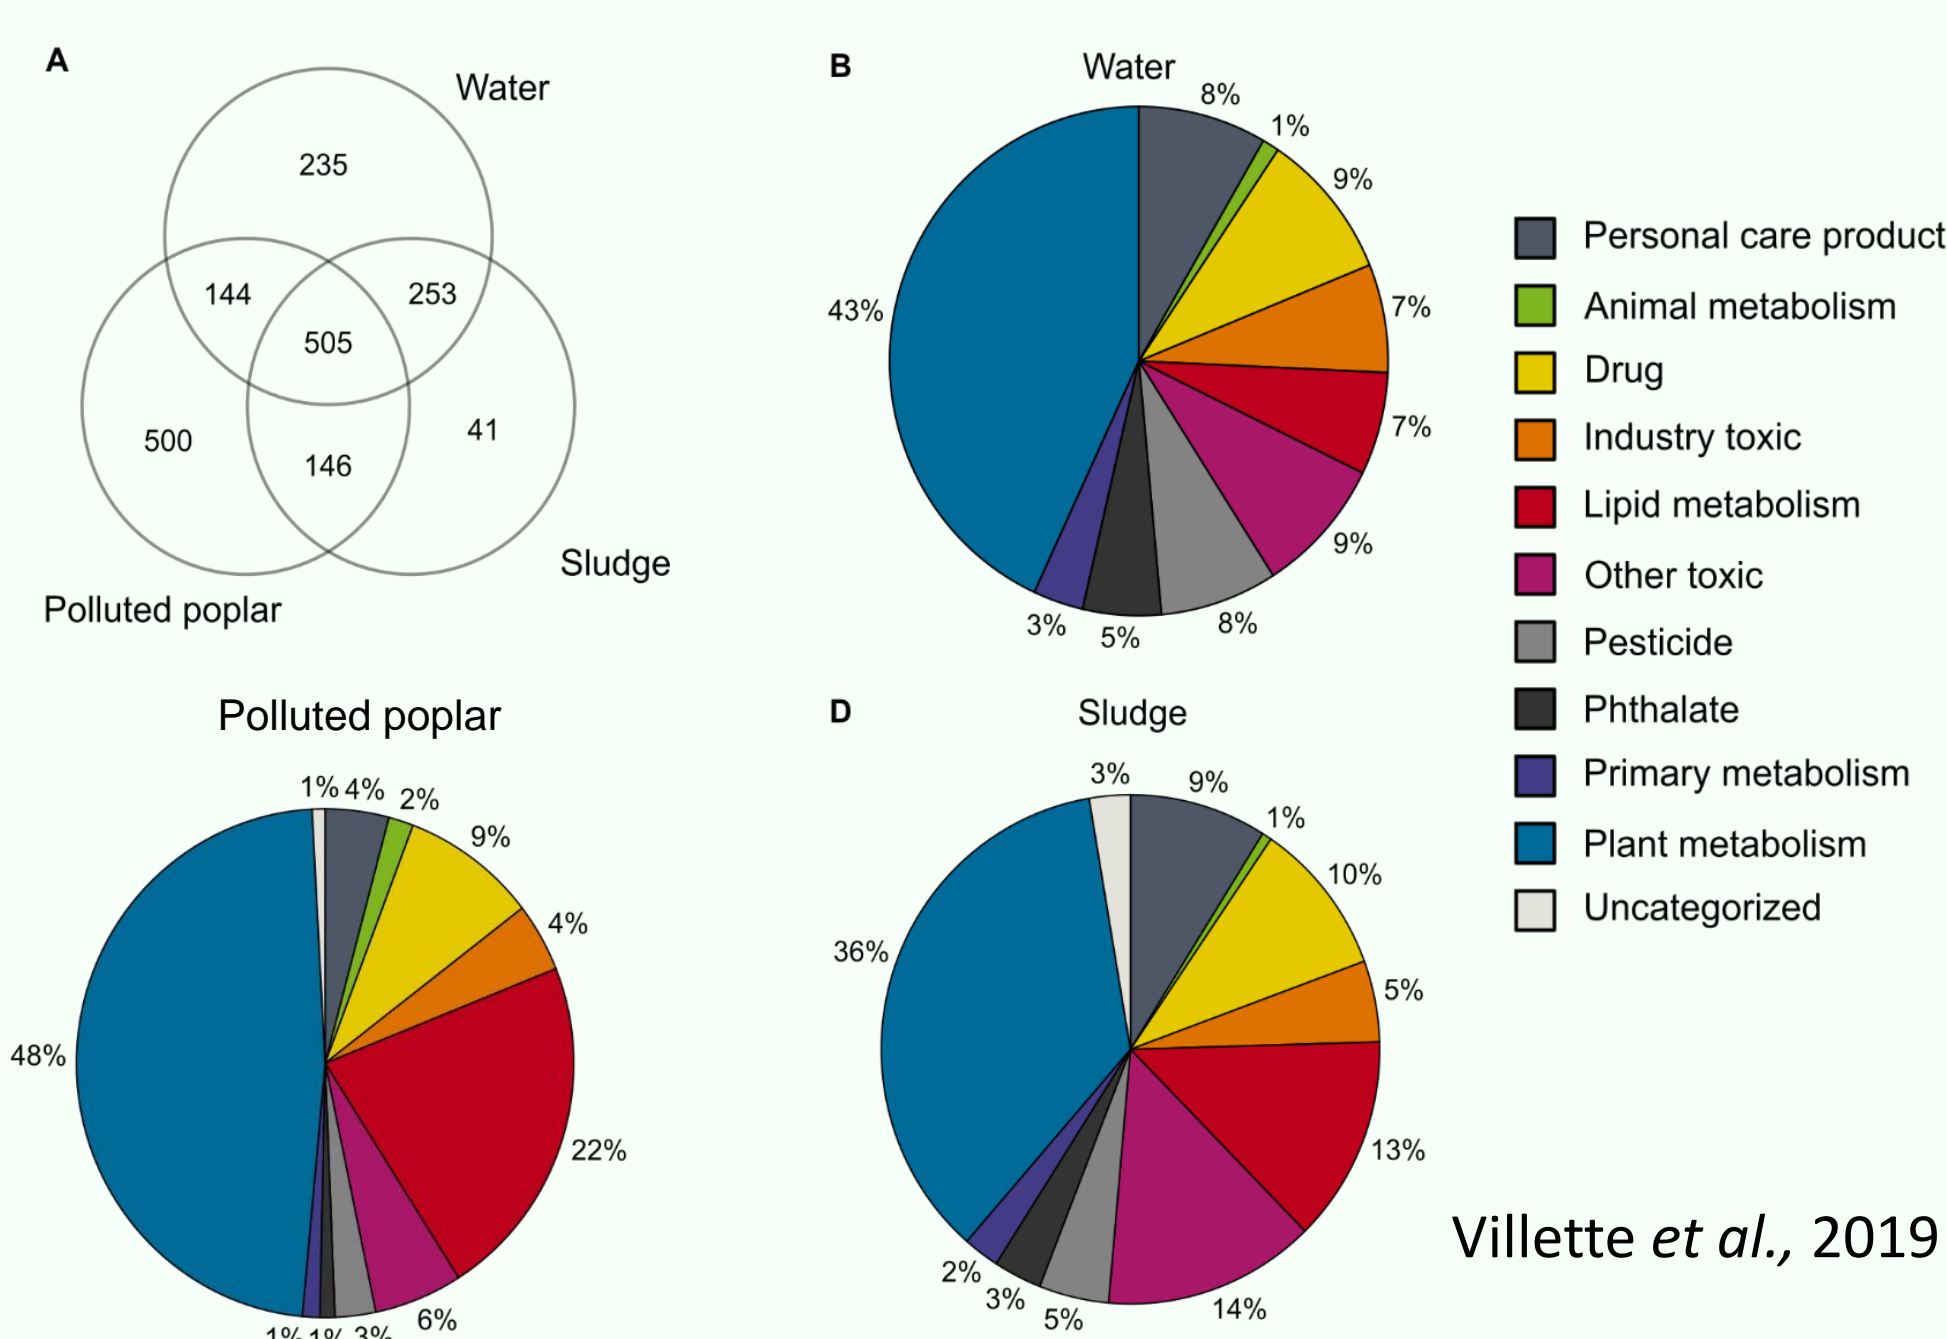 A
Water
235
144
253
505
500
41
146
Sludge
Polluted poplar
B
Water
8%
1%
9%
7%
7%
9%
8%
5%
3%
43%
Personal care product
Animal metabolism
Drug
Industry toxic
Lipid metabolism
Other toxic
Pesticide
Phthalate
Primary metabolism
Plant metabolism
Uncategorized
Polluted poplar
1% 4% 2%
9%
4%
22%
6%
1% 1% 3%
48%
D
Sludge
3%
9%
1%
10%
5%
13%
14%
5%
3%
2%
36%
Villette et al., 2019